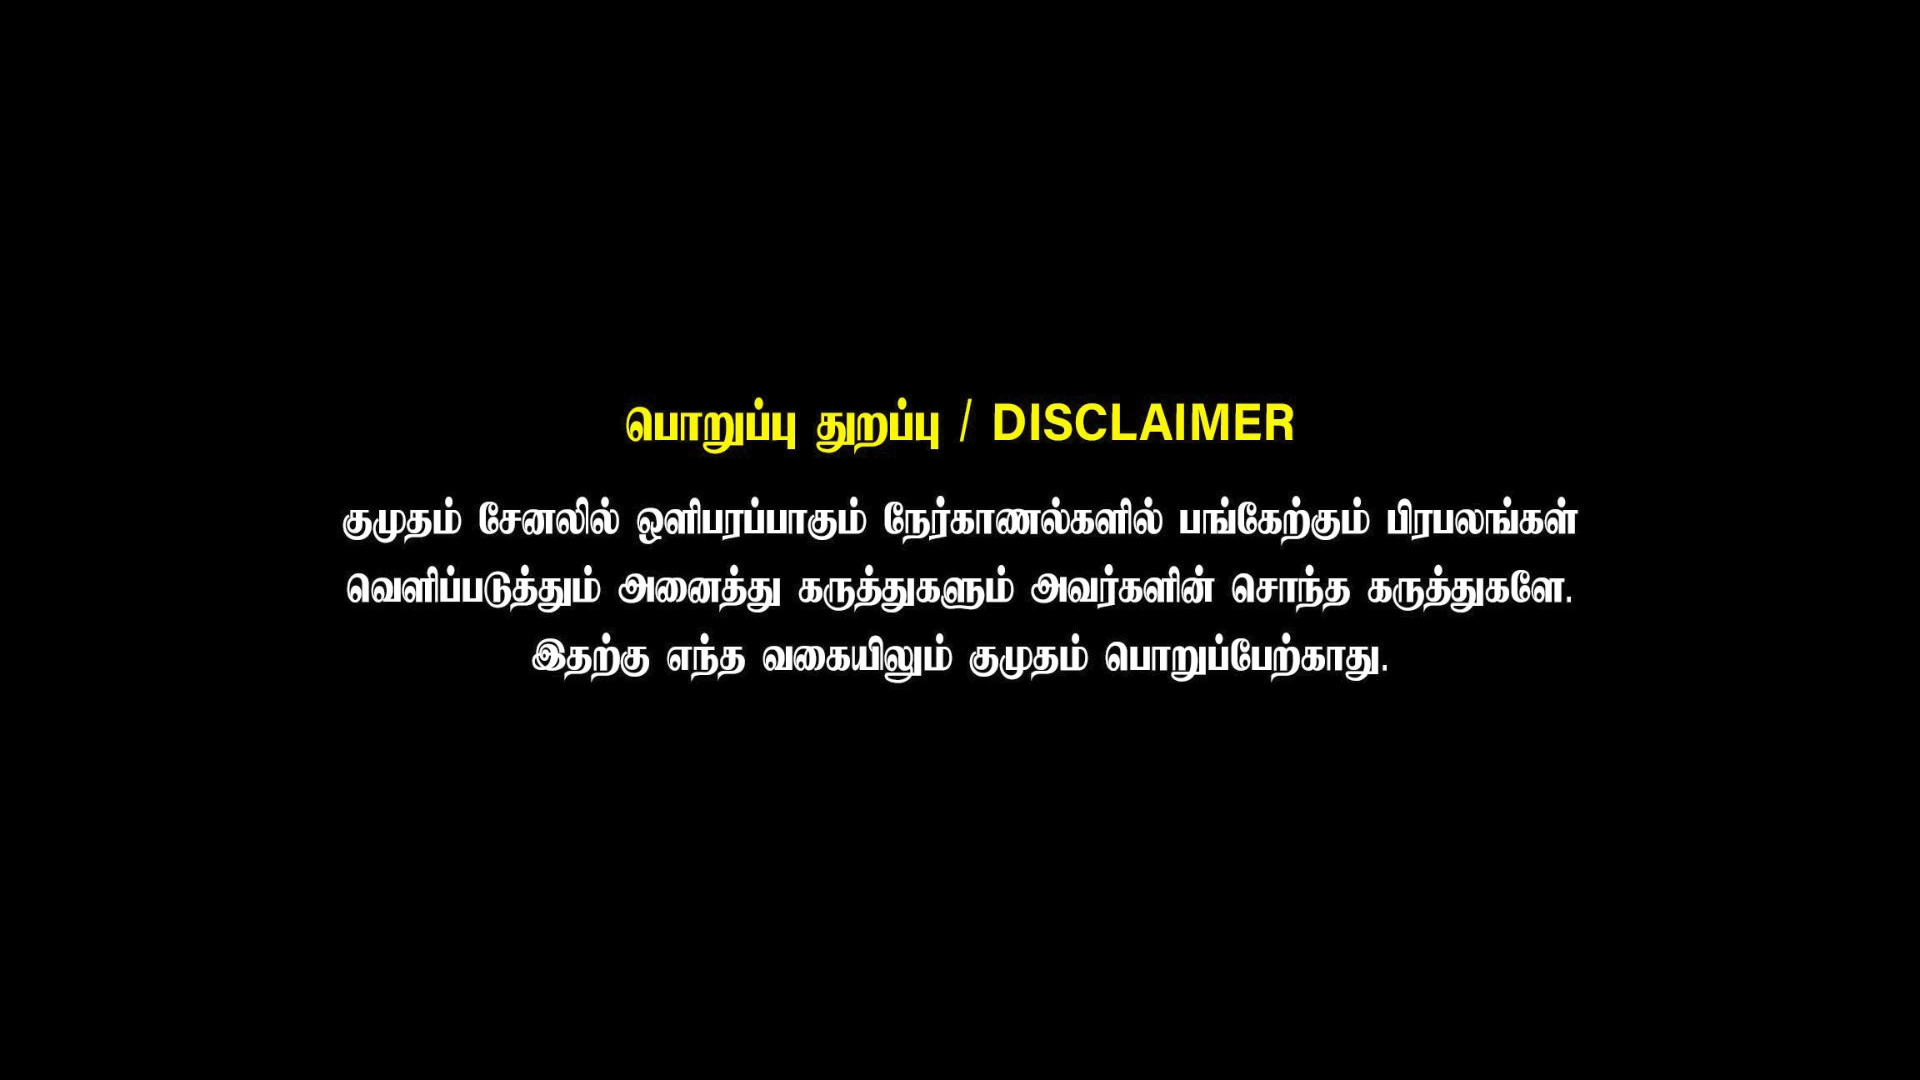 பொறுப்பு துறப்பு / DISCLAIMER
குமுதம் சேனலில் ஒளிபரப்பாகும் நேர்காணல்களில் பங்கேற்கும் பிரபலங்கள்
வெளிப்படுத்தும் அனைத்து கருத்துகளும் அவர்களின் சொந்த கருத்துகளே.
இதற்கு எந்த வகையிலும் குமுதம் பொறுப்பேற்காது.